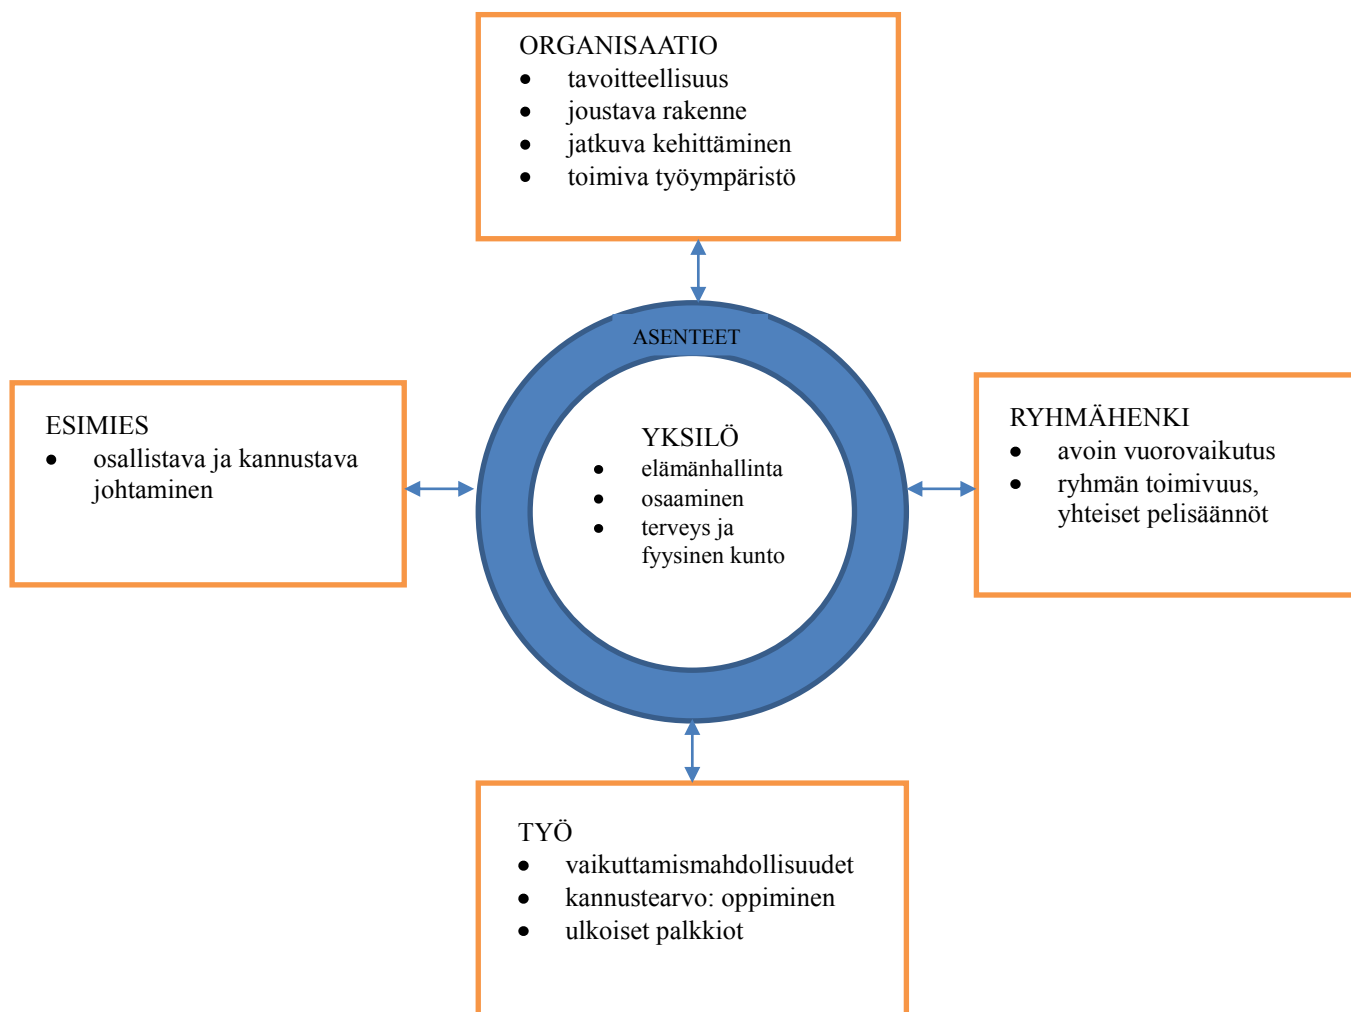 ORGANISAATIO
• tavoitteellisuus
• joustava rakenne
• jatkuva kehittäminen
• toimiva työympäristö
ASENTEET
ESIMIES
• osallistava ja kannustava
johtaminen
YKSILÖ
• elämänhallinta
• osaaminen
• terveys ja
fyysinen kunto
RYHMÄHENKI
• avoin vuorovaikutus
• ryhmän toimivuus,
yhteiset pelisäännöt
TYÖ
• vaikuttamismahdollisuudet
• kannustearvo: oppiminen
• ulkoiset palkkiot